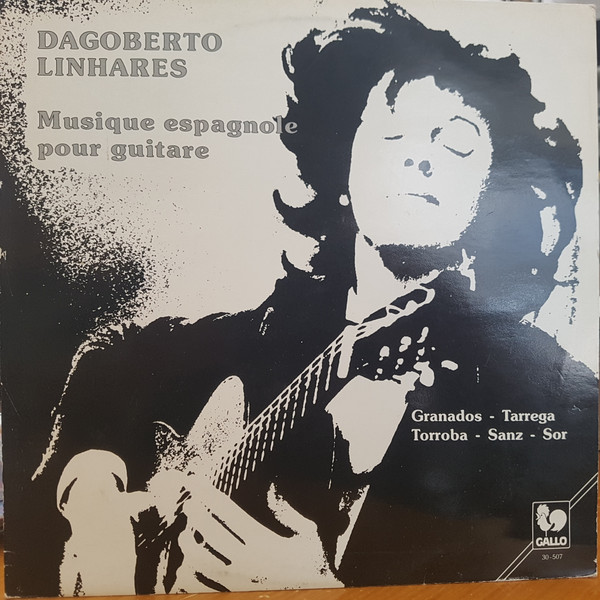 DAGOBERTO
LINHARES
Musique espagnole
pour guitare
Granados - Tarrega
Torroba - Sanz - Sor
GALLO
30-507